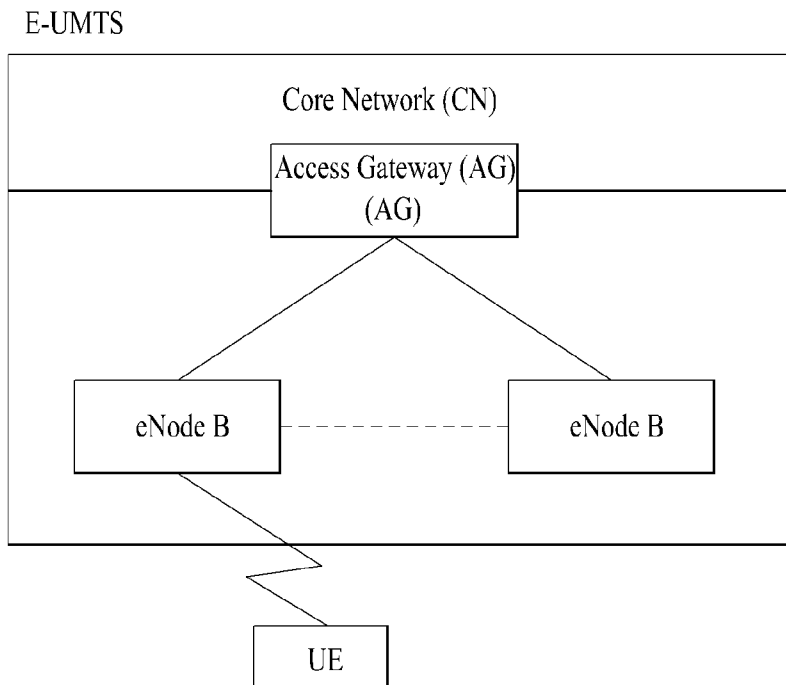 E-UMTS
Core Network (CN)
Access Gateway (AG)
(AG)
eNode B
eNode B
UE